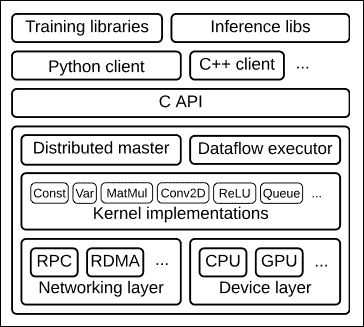 Training libraries Inference libs
Python client C++ client ...
C API
Distributed master Dataflow executor
Const Var MatMul Conv2D ReLU Queue ...
Kernel implementations
RPC RDMA ... CPU GPU ...
Networking layer Device layer